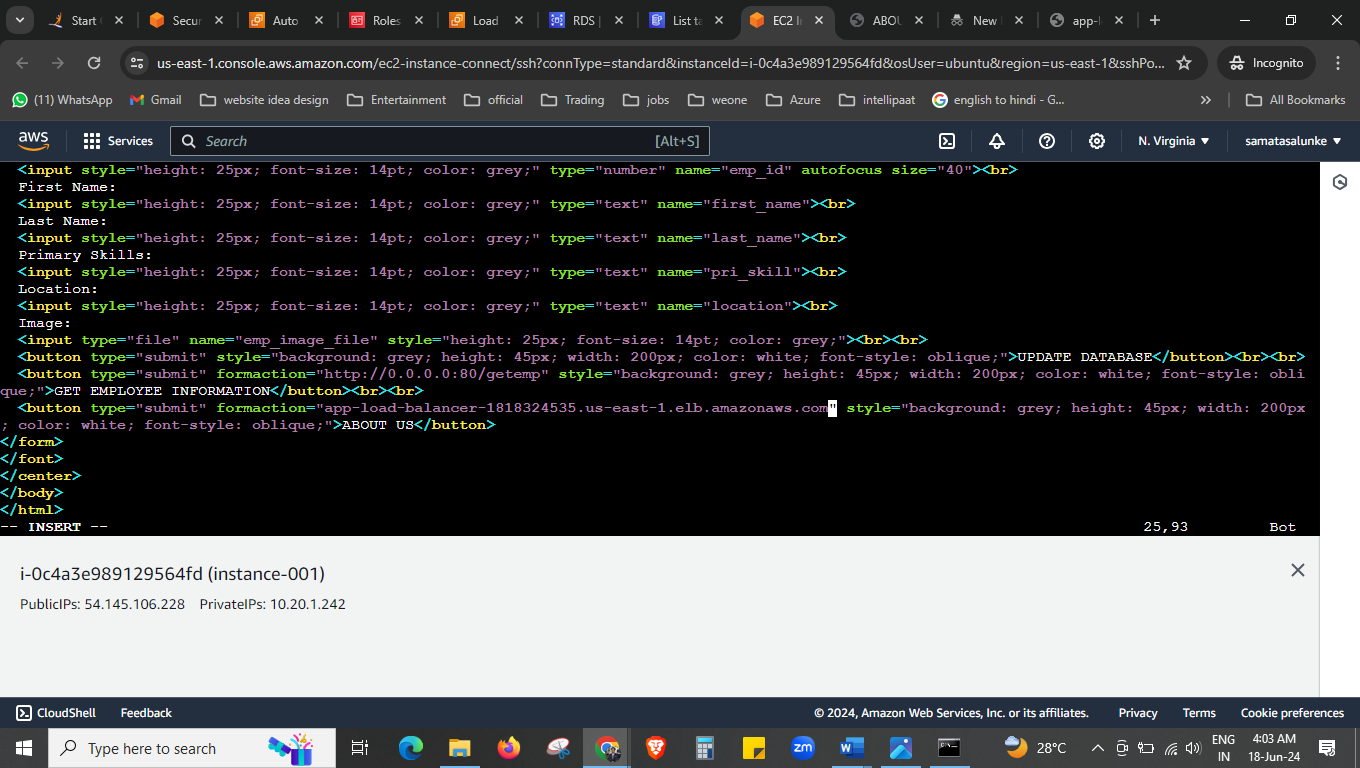 Start
Secur
Auto
Roles
Load
RDS |
List ta
EC2 I
ABOU
New
app-l
us-east-1.console.aws.amazon.com/ec2-instance-connect/ssh?connType=standard&instanceId=i-0c4a3e989129564fd&osUser=ubuntu&region=us-east-1&sshPo...
Incognito
(11) WhatsApp
Gmail
website idea design
Entertainment
official
Trading
jobs
weone
Azure
intellipaat
english to hindi - G...
»
All Bookmarks
aws
Services
Search
[Alt+S]
N. Virginia
samatasalunke
<input style="height: 25px; font-size: 14pt; color: grey;" type="number" name="emp_id" autofocus size="40"><br>
First Name:
<input style="height: 25px; font-size: 14pt; color: grey;" type="text" name="first_name"><br>
Last Name:
<input style="height: 25px; font-size: 14pt; color: grey;" type="text" name="last_name"><br>
Primary Skills:
<input style="height: 25px; font-size: 14pt; color: grey;" type="text" name="pri_skill"><br>
Location:
<input style="height: 25px; font-size: 14pt; color: grey;" type="text" name="location"><br>
Image:
<input type="file" name="emp_image_file" style="height: 25px; font-size: 14pt; color: grey;"><br><br>
<button type="submit" style="background: grey; height: 45px; width: 200px; color: white; font-style: oblique;">UPDATE DATABASE</button><br><br>
<button type="submit" formaction="http://0.0.0.0:80/getemp" style="background: grey; height: 45px; width: 200px; color: white; font-style: obli
que;">GET EMPLOYEE INFORMATION</button><br><br>
<button type="submit" formaction="app-load-balancer-1818324535.us-east-1.elb.amazonaws.com" style="background: grey; height: 45px; width: 200px
; color: white; font-style: oblique;">ABOUT US</button>
</form>
</font>
</center>
</body>
</html>
-- INSERT --
25,93
Bot
i-0c4a3e989129564fd (instance-001)
PublicIPs: 54.145.106.228 PrivateIPs: 10.20.1.242
CloudShell
Feedback
© 2024, Amazon Web Services, Inc. or its affiliates.
Privacy
Terms
Cookie preferences
Type here to search
zm
28°C
ENG
IN
4:03 AM
18-Jun-24